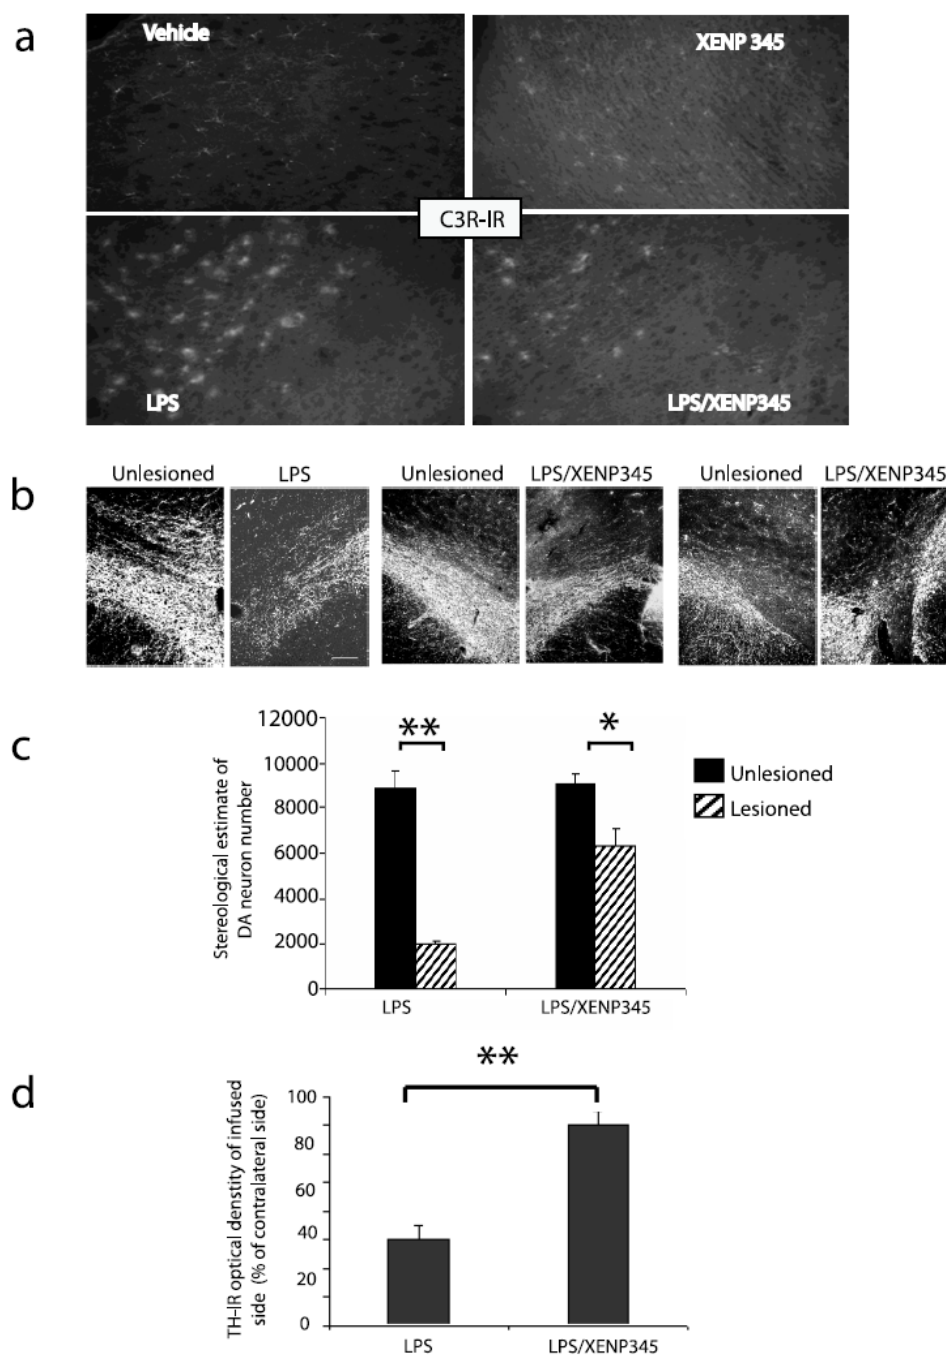 a
Vehicle
XENP 345
C3R-IR
LPS
LPS/XENP345
b
Unlesioned
LPS
Unlesioned
LPS/XENP345
Unlesioned
LPS/XENP345
c
Stereological estimate of
DA neuron number
12000
10000
8000
6000
4000
2000
0
**
*
LPS
LPS/XENP345
Unlesioned
Lesioned
d
TH-IR optical denstity of infused
side (% of contralateral side)
100
80
60
40
20
0
**
LPS
LPS/XENP345